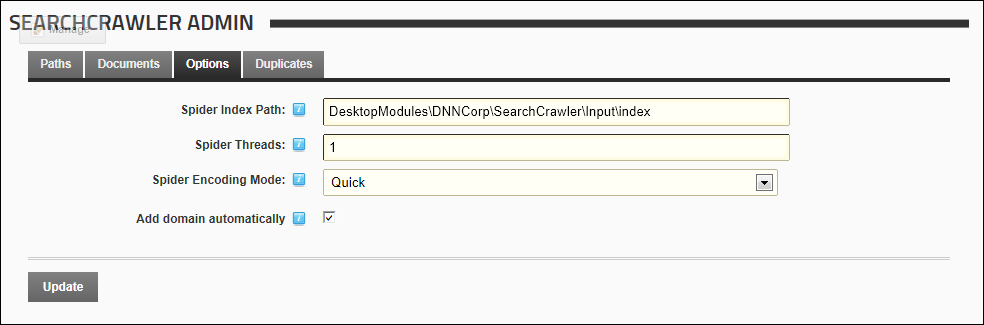 SEARCHCRAWLER ADMIN
Manage
Paths Documents Options Duplicates
Spider Index Path: DesktopModules\DNNCorp\SearchCrawler\Input\index
Spider Threads: 1
Spider Encoding Mode: Quick
Add domain automatically
Update